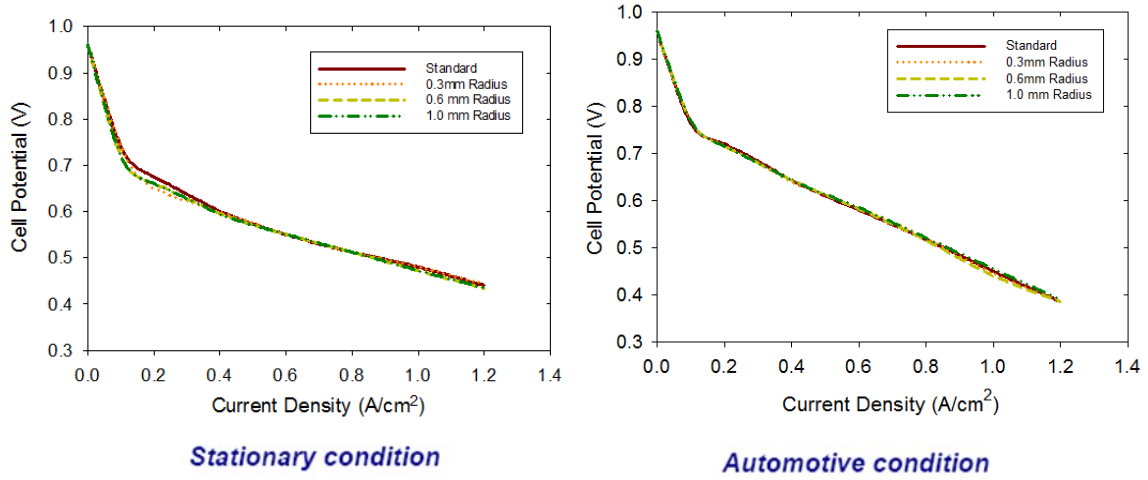 1.0
0.9
0.8
0.7
0.6
0.5
0.4
0.3
Cell Potential (V)
Standard
0.3mm Radius
0.6 mm Radius
1.0 mm Radius
0.0 0.2 0.4 0.6 0.8 1.0 1.2 1.4
Current Density (A/cm²)
Stationary condition
1.0
0.9
0.8
0.7
0.6
0.5
0.4
0.3
Cell Potential (V)
Standard
0.3mm Radius
0.6mm Radius
1.0 mm Radius
0.0 0.2 0.4 0.6 0.8 1.0 1.2 1.4
Current Density (A/cm²)
Automotive condition